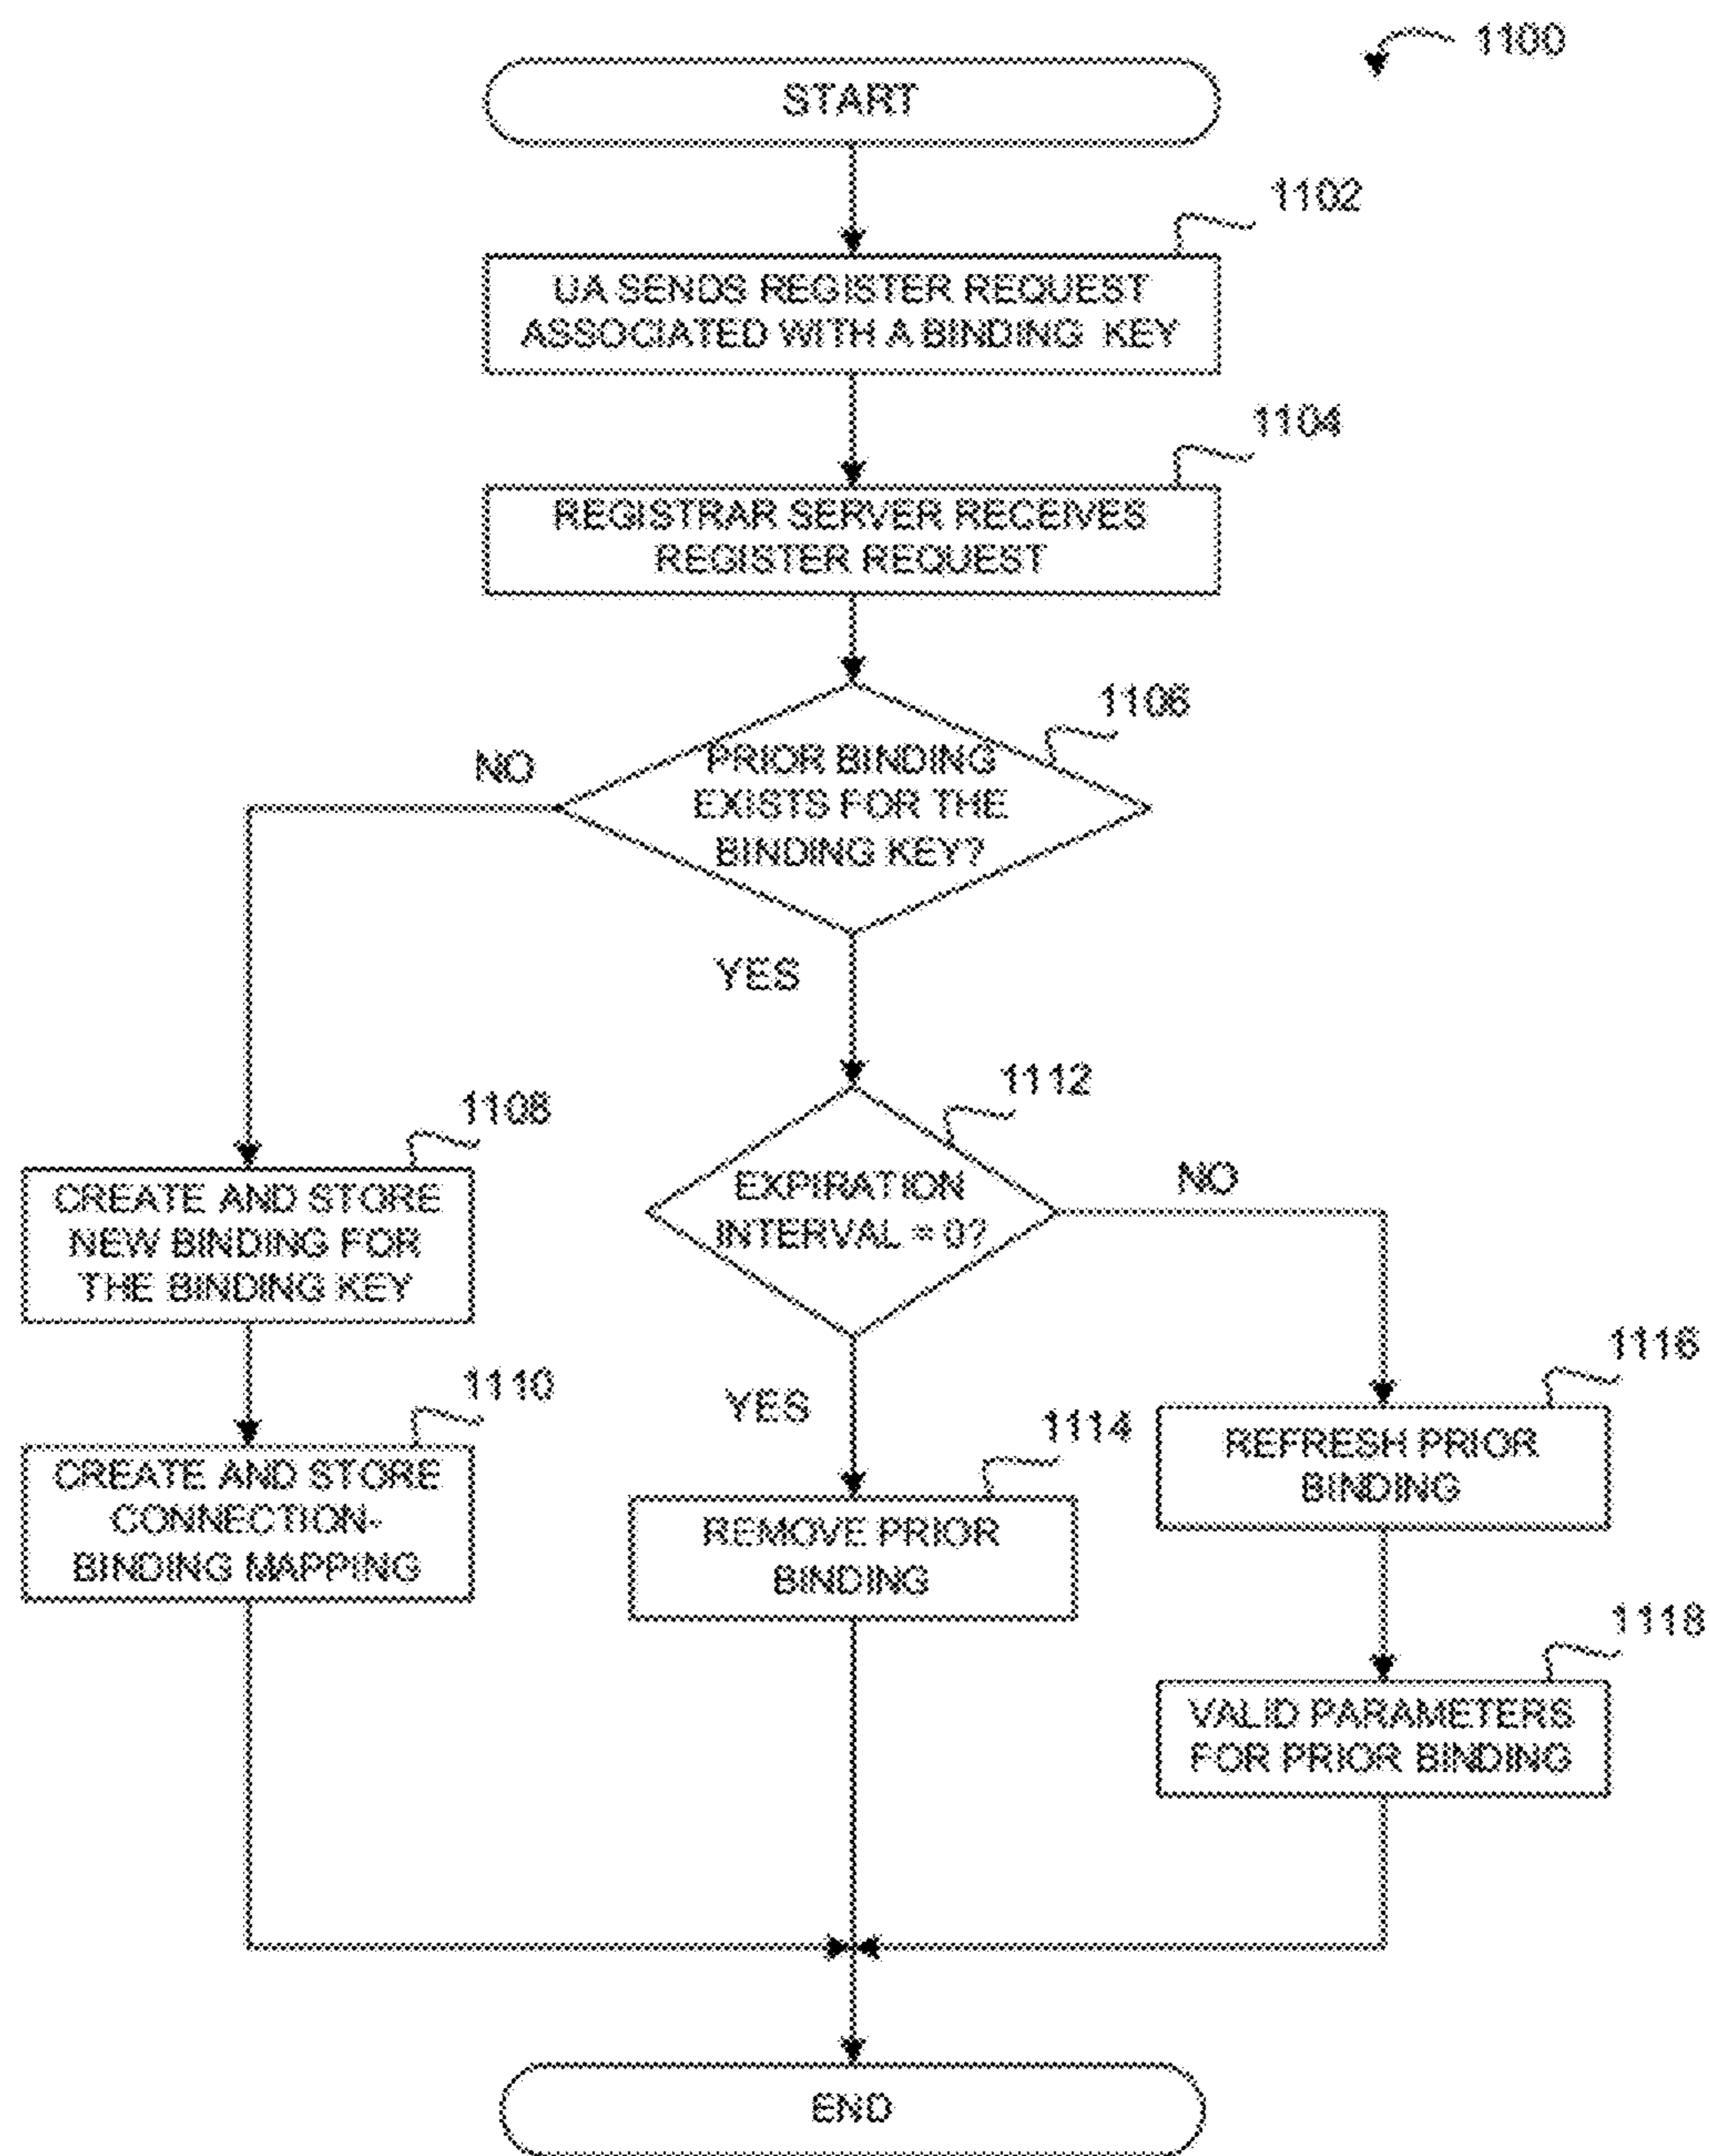 1100
START
1102
UA SENDS REGISTER REQUEST
ASSOCIATED WITH A BINDING KEY
1104
REGISTRAR SERVER RECEIVES
REGISTER REQUEST
1106
NO
PRIOR BINDING
EXISTS FOR THE
BINDING KEY?
YES
1112
1108
EXPIRATION
INTERVAL = 0?
NO
CREATE AND STORE
NEW BINDING FOR
THE BINDING KEY
1110
YES
1114
1116
CREATE AND STORE
CONNECTION-
BINDING MAPPING
REMOVE PRIOR
BINDING
REFRESH PRIOR
BINDING
1118
VALID PARAMETERS
FOR PRIOR BINDING
END